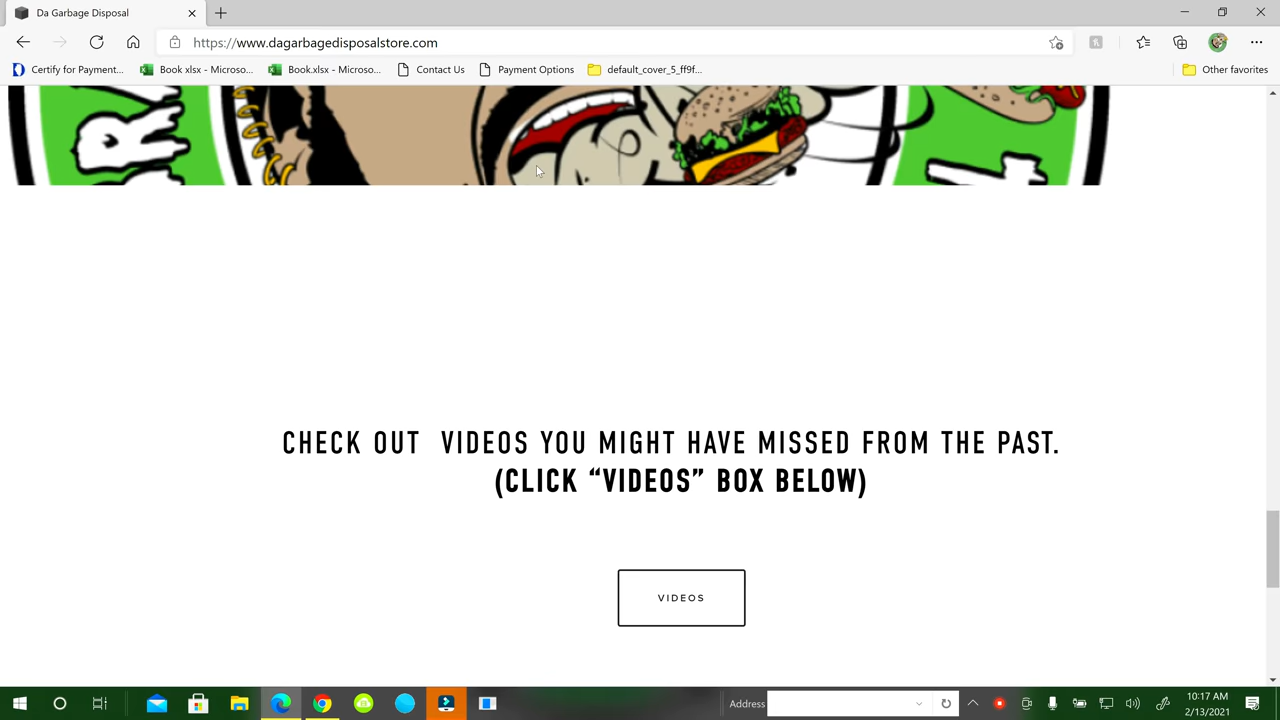 Da Garbage Disposal
https://www.dagarbagedisposalstore.com
Certify for Payment... Book xlsx - Microso... Book.xlsx - Microso... Contact Us Payment Options default_cover_5_ff9f... Other favorites
CHECK OUT VIDEOS YOU MIGHT HAVE MISSED FROM THE PAST.
(CLICK “VIDEOS” BOX BELOW)
VIDEOS
Address
10:17 AM
2/13/2021